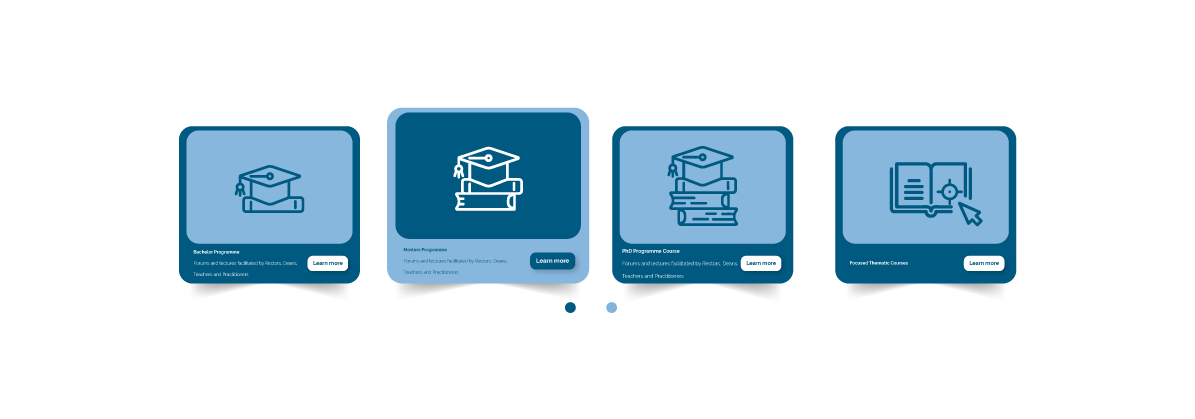 Bachelor Programme
Forums and lectures facilitated by Rectors, Deans,
Teachers and Practitioners
Learn more
Masters Programme
Forums and lectures facilitated by Rectors, Deans,
Teachers and Practitioners
Learn more
PhD Programme Course
Forums and lectures facilitated by Rectors, Deans
Teachers and Practitioners
Learn more
Focused Thematic Courses
Learn more